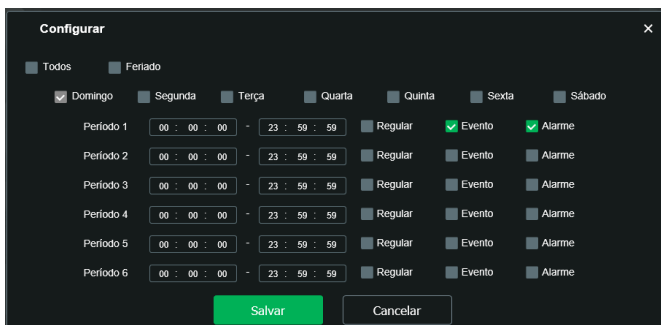 Configurar
Todos Feriado
Domingo Segunda Terça Quarta Quinta Sexta Sábado
Período 1 00 : 00 : 00 - 23 : 59 : 59 Regular Evento Alarme
Período 2 00 : 00 : 00 - 23 : 59 : 59 Regular Evento Alarme
Período 3 00 : 00 : 00 - 23 : 59 : 59 Regular Evento Alarme
Período 4 00 : 00 : 00 - 23 : 59 : 59 Regular Evento Alarme
Período 5 00 : 00 : 00 - 23 : 59 : 59 Regular Evento Alarme
Período 6 00 : 00 : 00 - 23 : 59 : 59 Regular Evento Alarme
Salvar Cancelar